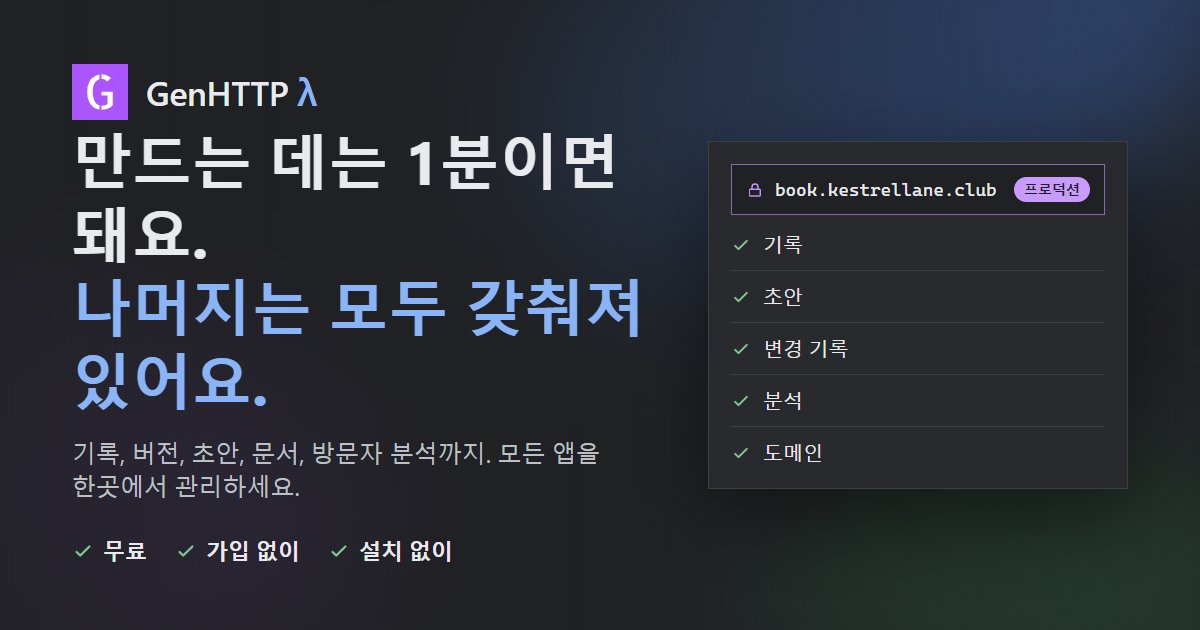 G GenHTTP λ
만드는 데는 1분이면
돼요.
나머지는 모두 갖춰져
있어요.
기록, 버전, 초안, 문서, 방문자 분석까지. 모든 앱을
한곳에서 관리하세요.
무료 가입 없이 설치 없이
book.kestrellane.club 프로덕션
기록
초안
변경 기록
분석
도메인